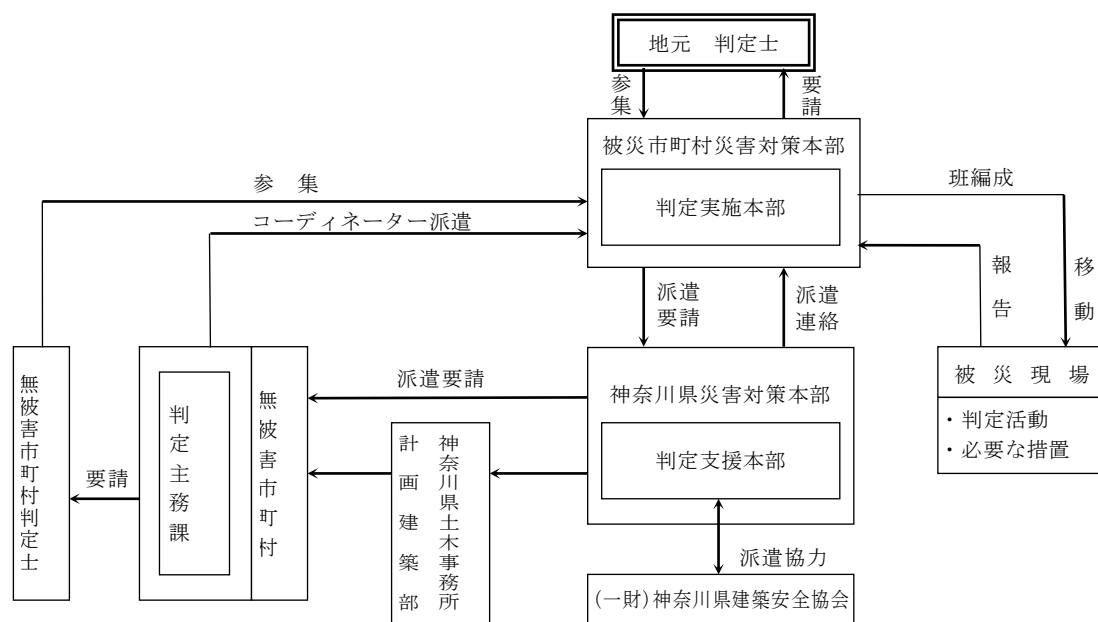 地元　判定士
参集
要請
被災市町村災害対策本部
判定実施本部
班編成
参　集
コーディネーター派遣
報告
移動
派遣
要請
派遣
連絡
無被害市町村判定士
要請
判定主務課
無被害市町村
派遣要請
神奈川県土木事務所
計画建築部
神奈川県災害対策本部
判定支援本部
被災現場
・判定活動
・必要な措置
派遣協力
(一財)神奈川県建築安全協会